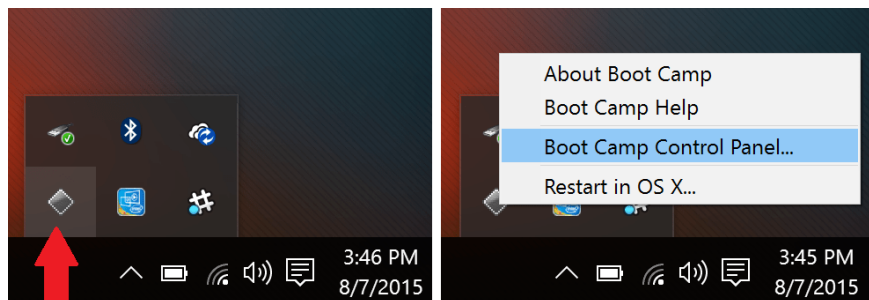 3:46 PM
8/7/2015
About Boot Camp
Boot Camp Help
Boot Camp Control Panel...
Restart in OS X...
3:45 PM
8/7/2015